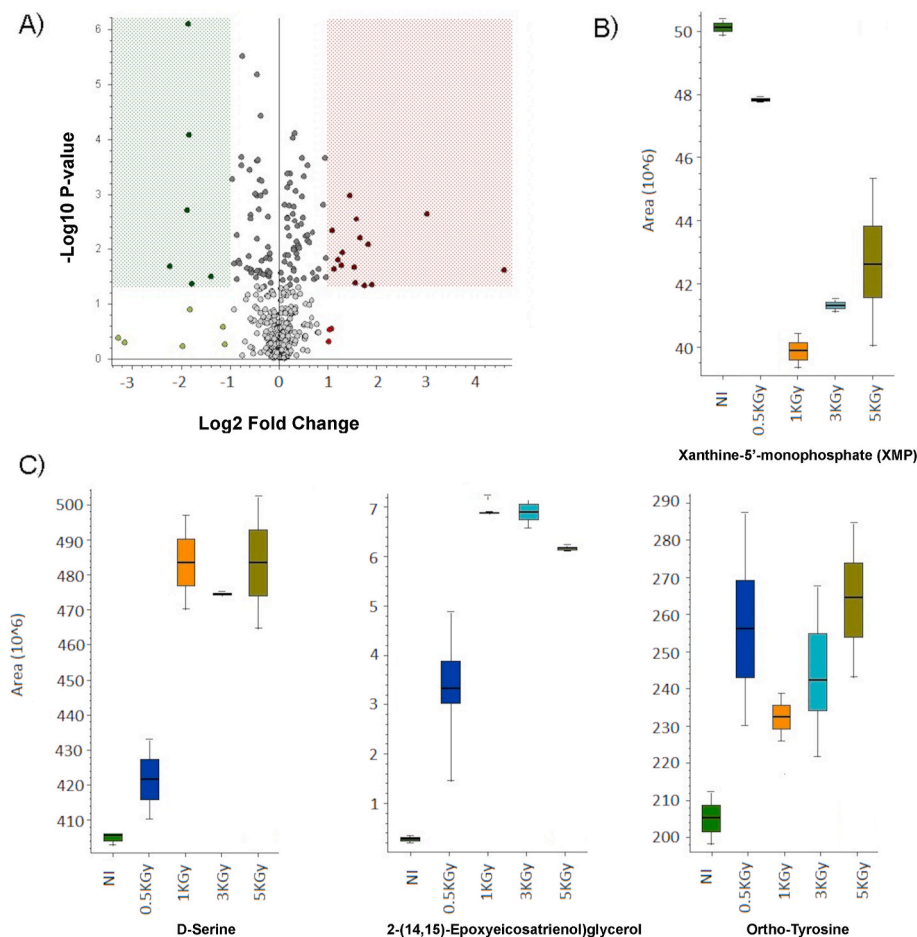 A)
6
5
4
3
2
1
0
-Log10 P-value
-3 -2 -1 0 1 2 3 4
Log2 Fold Change
B)
50
48
46
44
42
40
Area (10^6)
NI 0.5KGy 1KGy 3KGy 5KGy
Xanthine-5'-monophosphate (XMP)
C)
500
490
480
470
460
450
440
430
420
410
Area (10^6)
NI 0.5KGy 1KGy 3KGy 5KGy
D-Serine
7
6
5
4
3
2
1
NI 0.5KGy 1KGy 3KGy 5KGy
2-(14,15)-Epoxyeicosatrienol)glycerol
290
280
270
260
250
240
230
220
210
200
NI 0.5KGy 1KGy 3KGy 5KGy
Ortho-Tyrosine